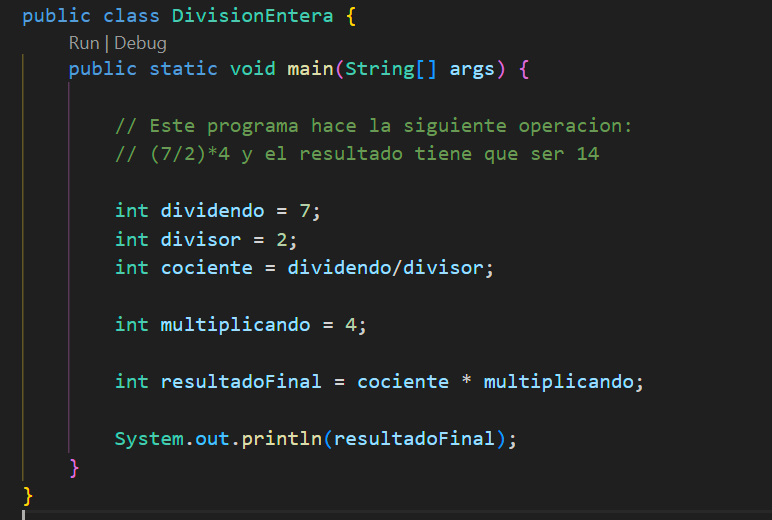 public class DivisionEntera {
Run | Debug
public static void main(String[] args) {
// Este programa hace la siguiente operacion:
// (7/2)*4 y el resultado tiene que ser 14
int dividendo = 7;
int divisor = 2;
int cociente = dividendo/divisor;
int multiplicando = 4;
int resultadoFinal = cociente * multiplicando;
System.out.println(resultadoFinal);
}
}